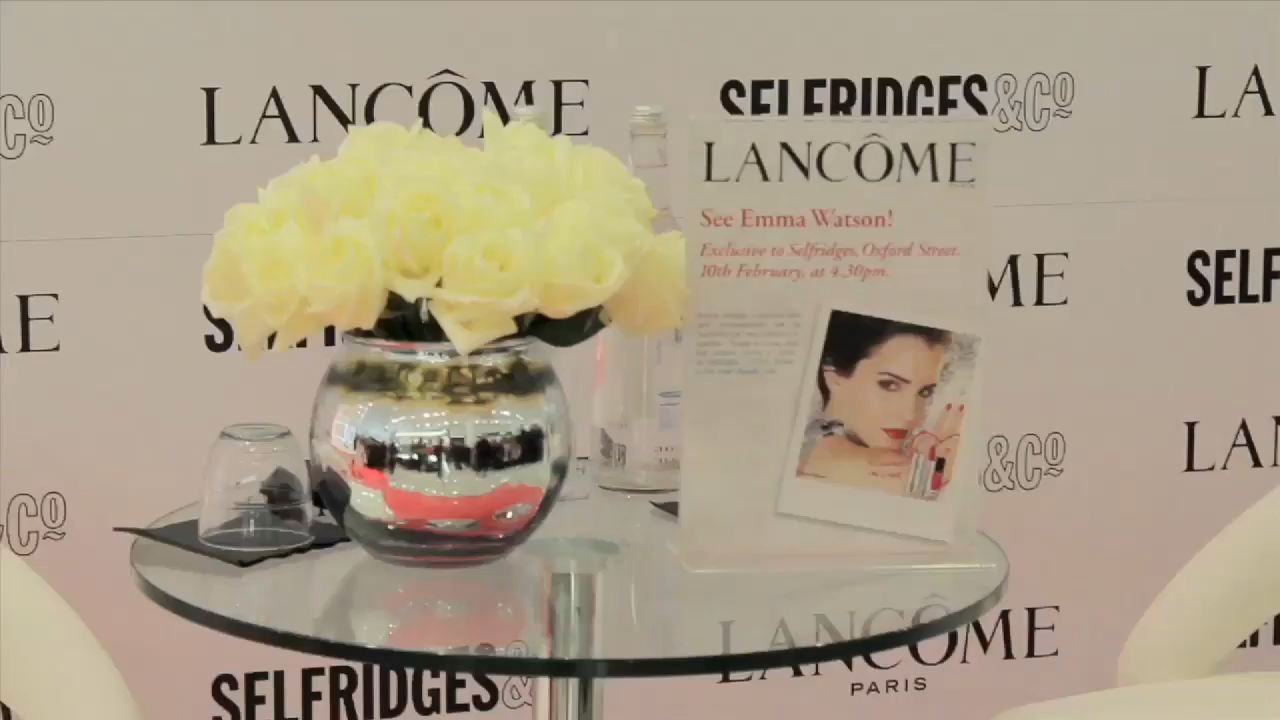 &Cº
LANCÔME
SELFRIDGES&Cº
LA
LANCÔME
See Emma Watson!
Exclusive to Selfridges, Oxford Street.
10th February, at 4.30pm.
ME
SELF
E
&Cº
LAN
&Cº
LANCÔME
PARIS
SELFRIDGES&